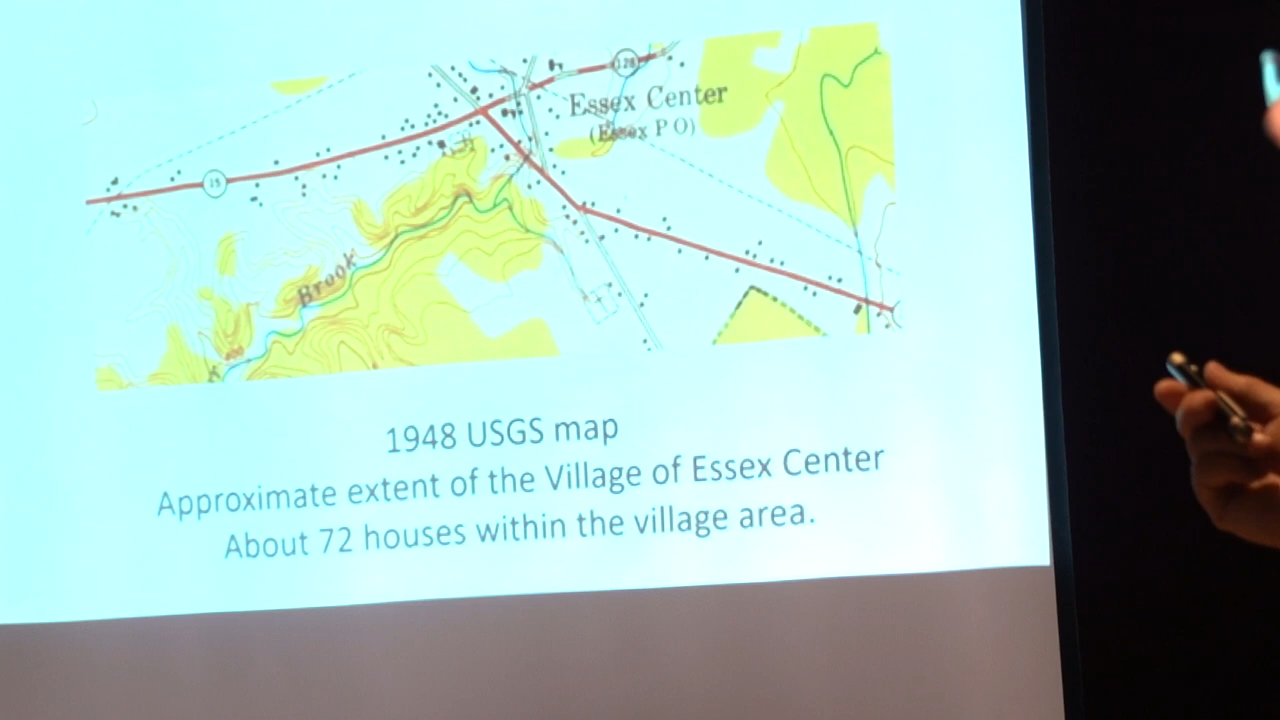 128
Essex Center
(Essex P O)
15
Brook
600
1948 USGS map
Approximate extent of the Village of Essex Center
About 72 houses within the village area.